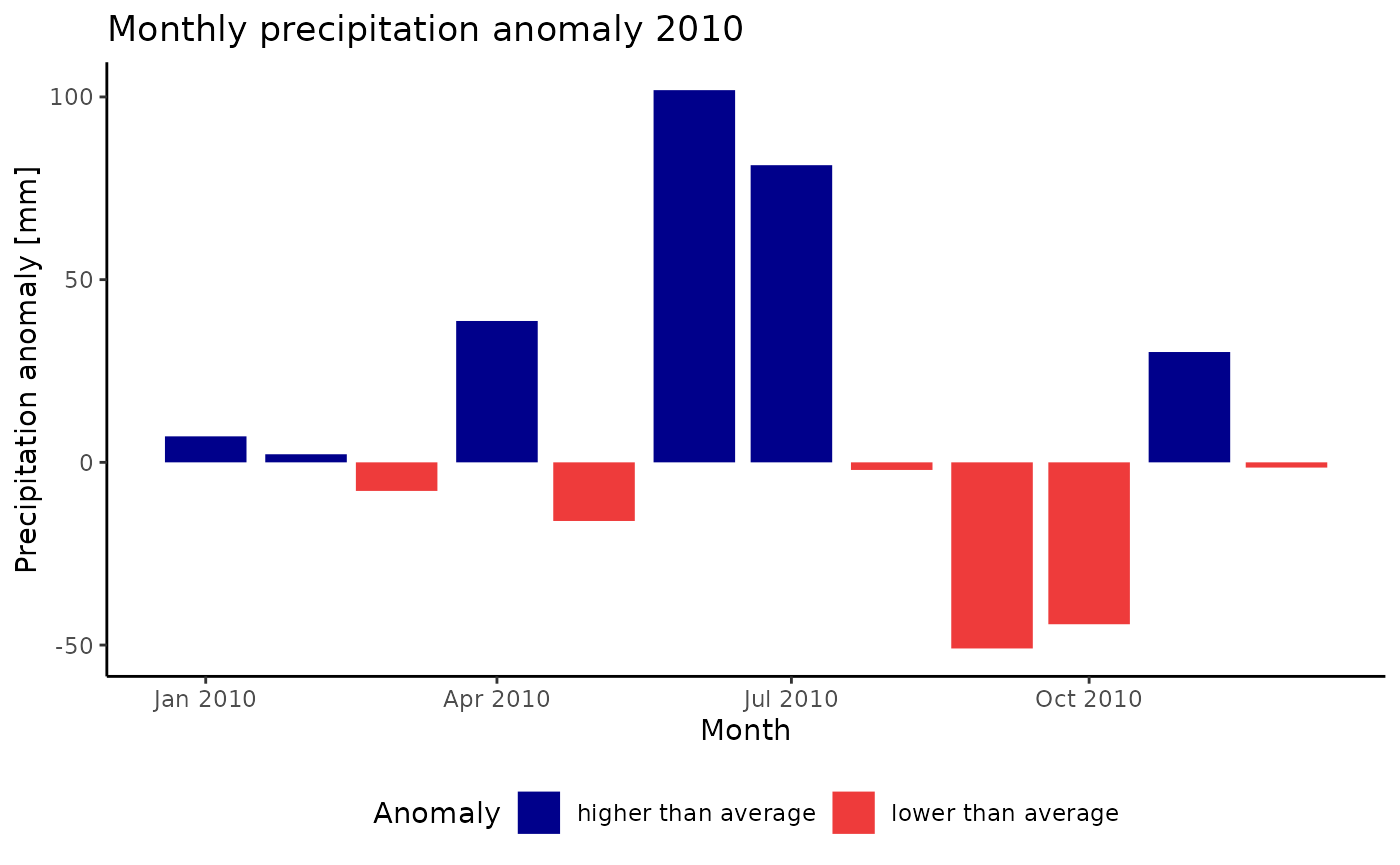 Monthly precipitation anomaly 2010
Precipitation anomaly [mm]
100
50
0
-50
Jan 2010 Apr 2010 Jul 2010 Oct 2010
Month
Anomaly higher than average lower than average